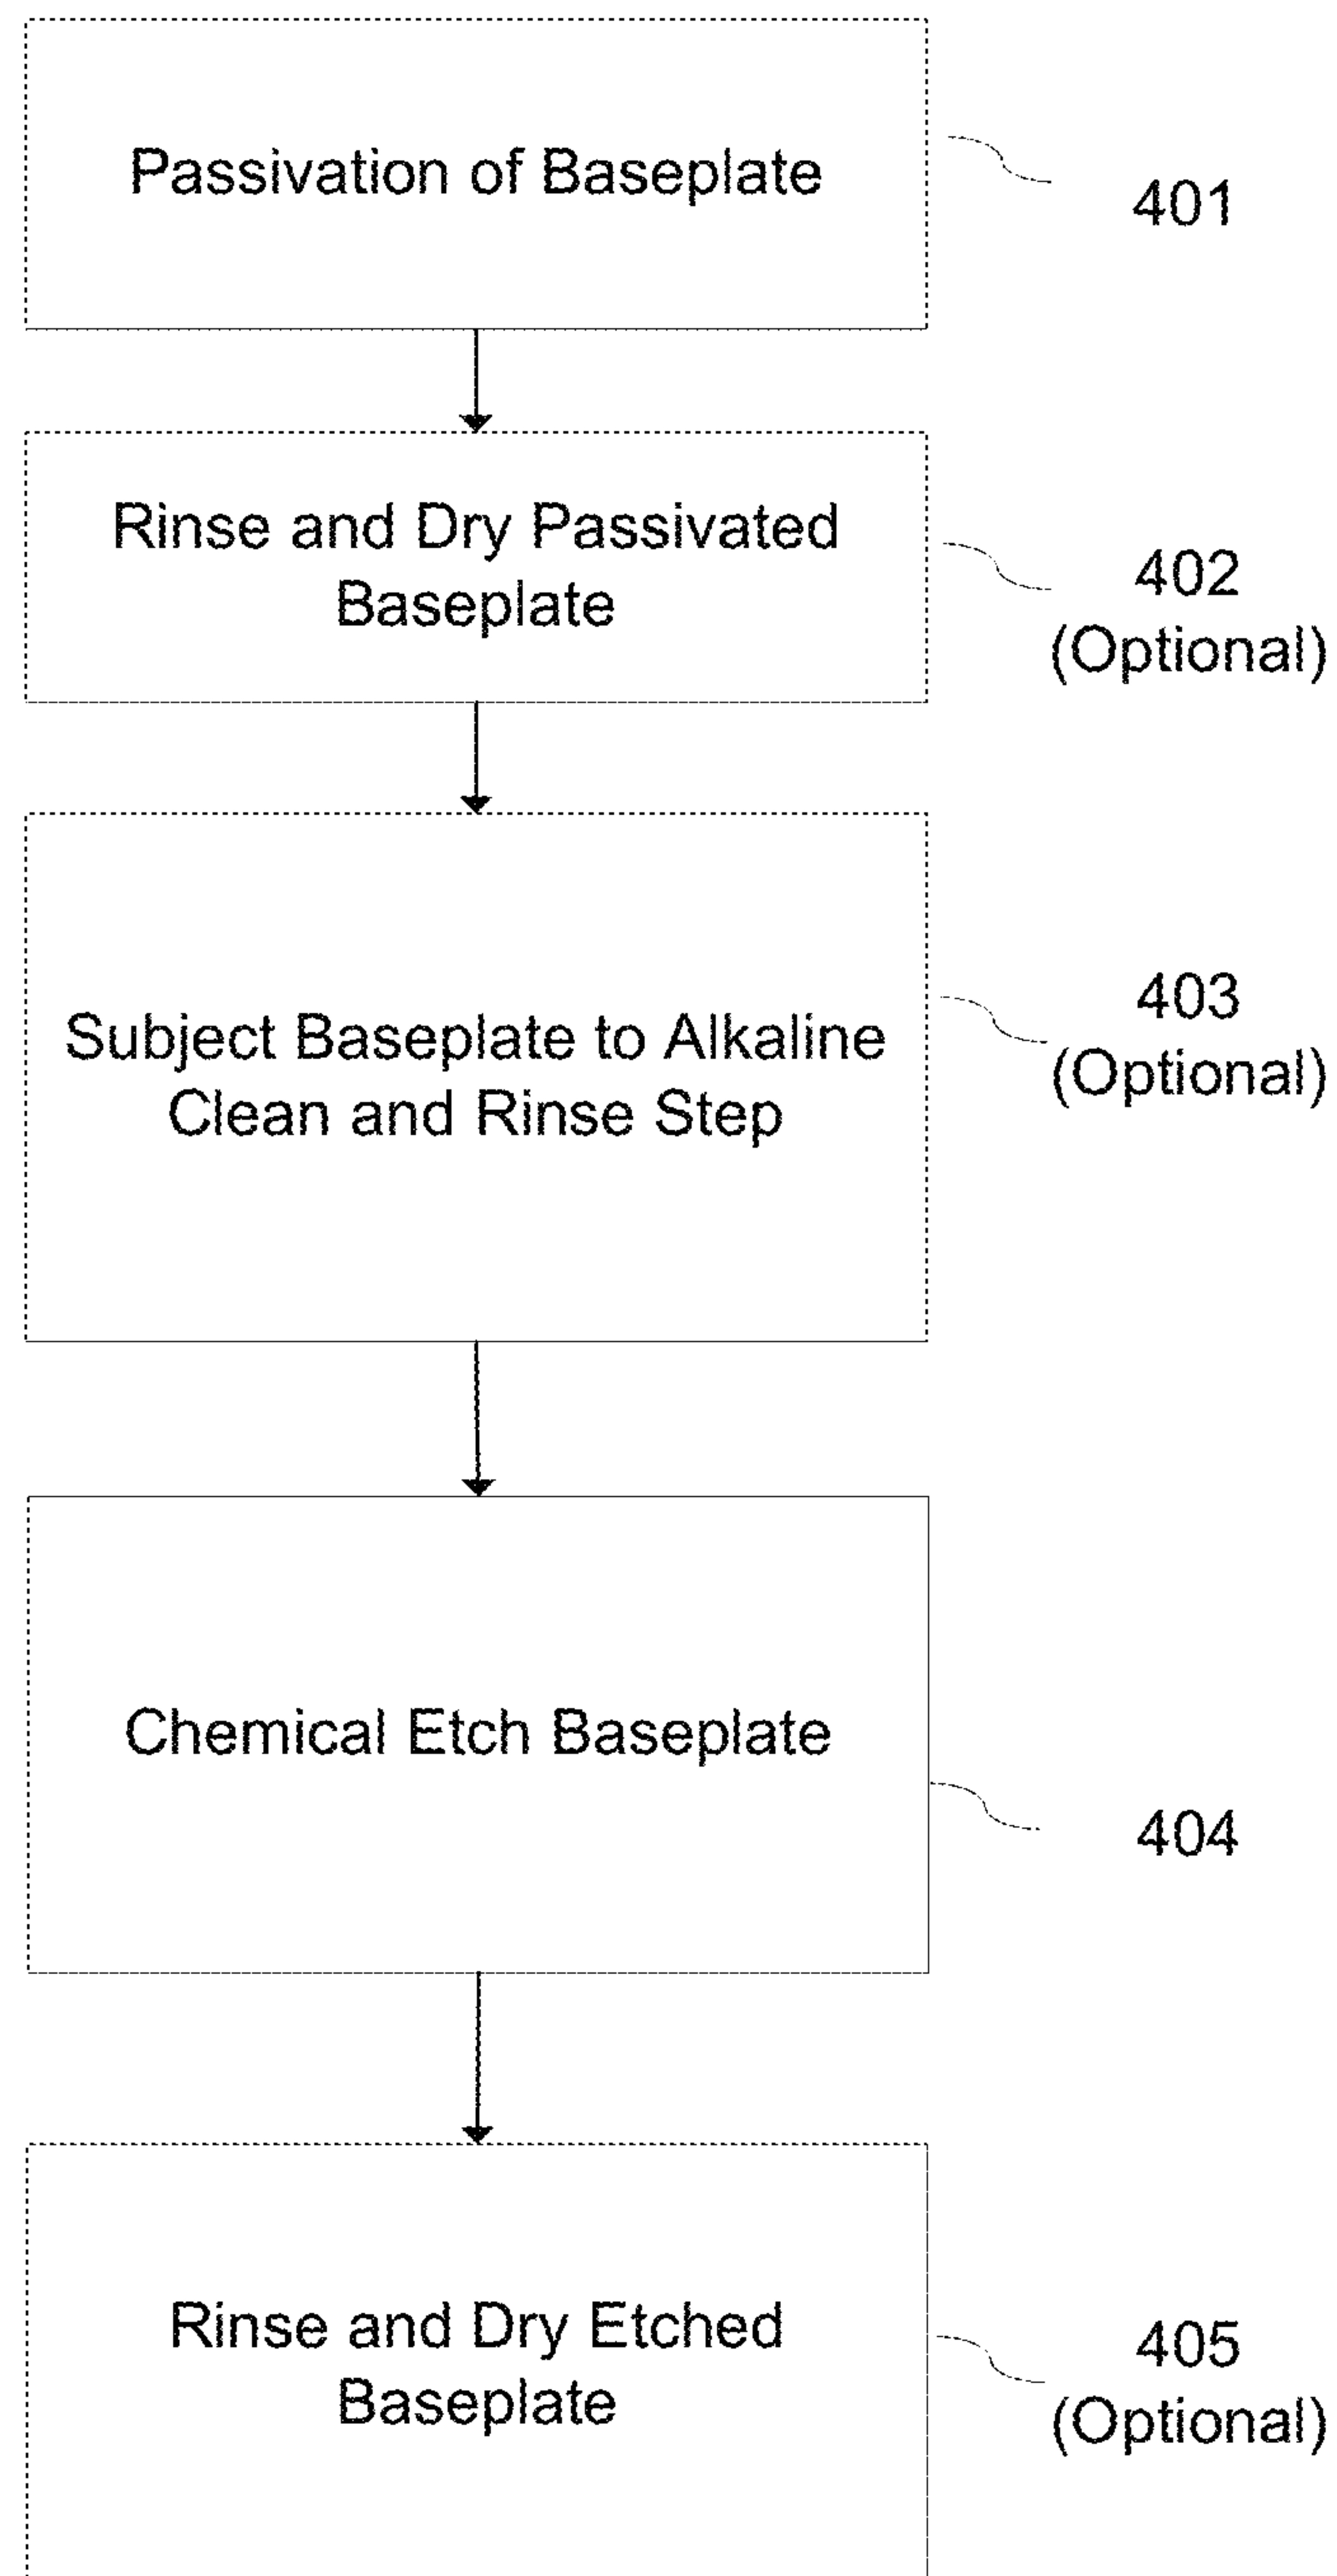 Passivation of Baseplate
401
Rinse and Dry Passivated
Baseplate
402
(Optional)
Subject Baseplate to Alkaline
Clean and Rinse Step
403
(Optional)
Chemical Etch Baseplate
404
Rinse and Dry Etched
Baseplate
405
(Optional)